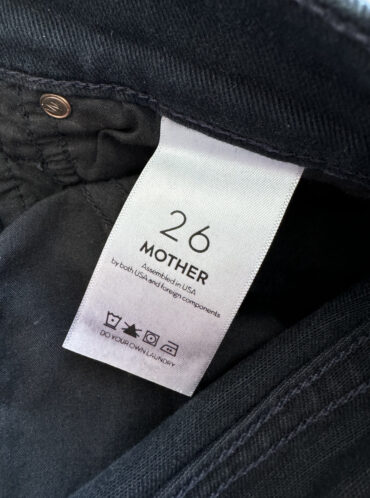 26
MOTHER
Assembled in USA
by both USA and foreign components
DO YOUR OWN LAUNDRY